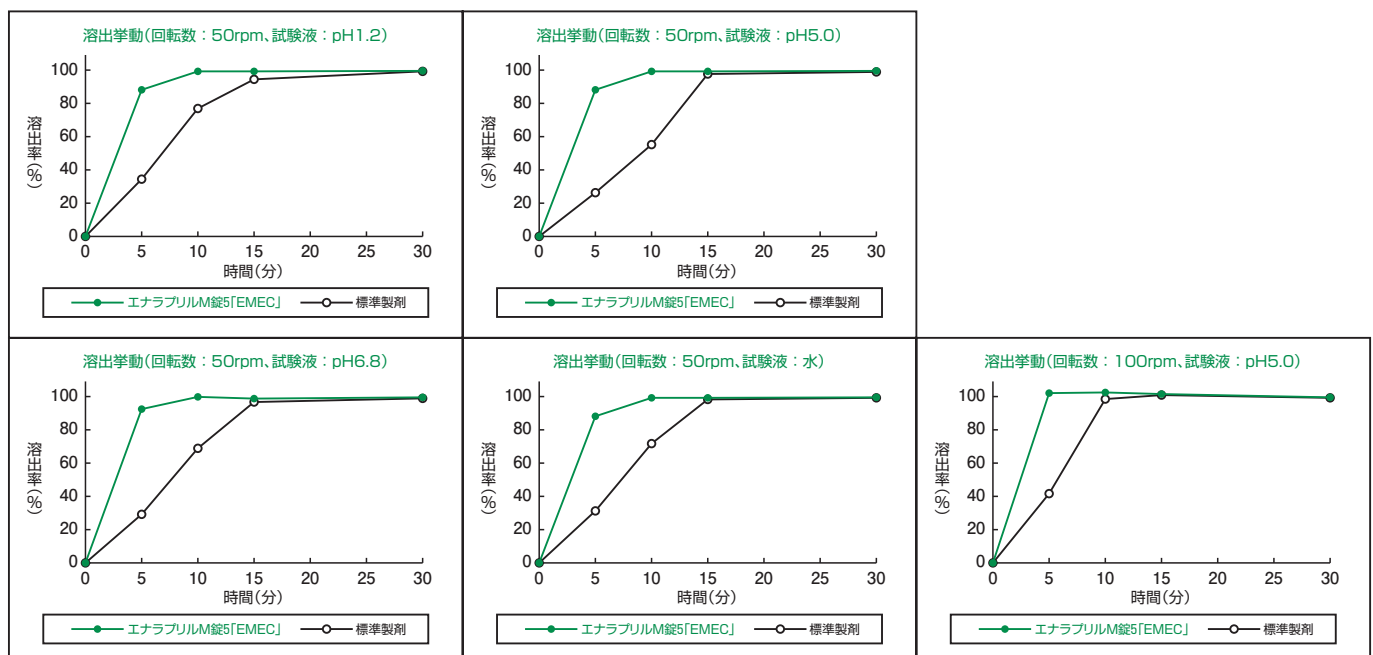 溶出挙動(回転数：50rpm、試験液：pH1.2)
溶出率(%)
100
80
60
40
20
0
0 5 10 15 20 25 30
時間(分)
エナラプリルM錠5「EMEC」 標準製剤
溶出挙動(回転数：50rpm、試験液：pH5.0)
溶出率(%)
100
80
60
40
20
0
0 5 10 15 20 25 30
時間(分)
エナラプリルM錠5「EMEC」 標準製剤
溶出挙動(回転数：50rpm、試験液：pH6.8)
溶出率(%)
100
80
60
40
20
0
0 5 10 15 20 25 30
時間(分)
エナラプリルM錠5「EMEC」 標準製剤
溶出挙動(回転数：50rpm、試験液：水)
溶出率(%)
100
80
60
40
20
0
0 5 10 15 20 25 30
時間(分)
エナラプリルM錠5「EMEC」 標準製剤
溶出挙動(回転数：100rpm、試験液：pH5.0)
溶出率(%)
100
80
60
40
20
0
0 5 10 15 20 25 30
時間(分)
エナラプリルM錠5「EMEC」 標準製剤